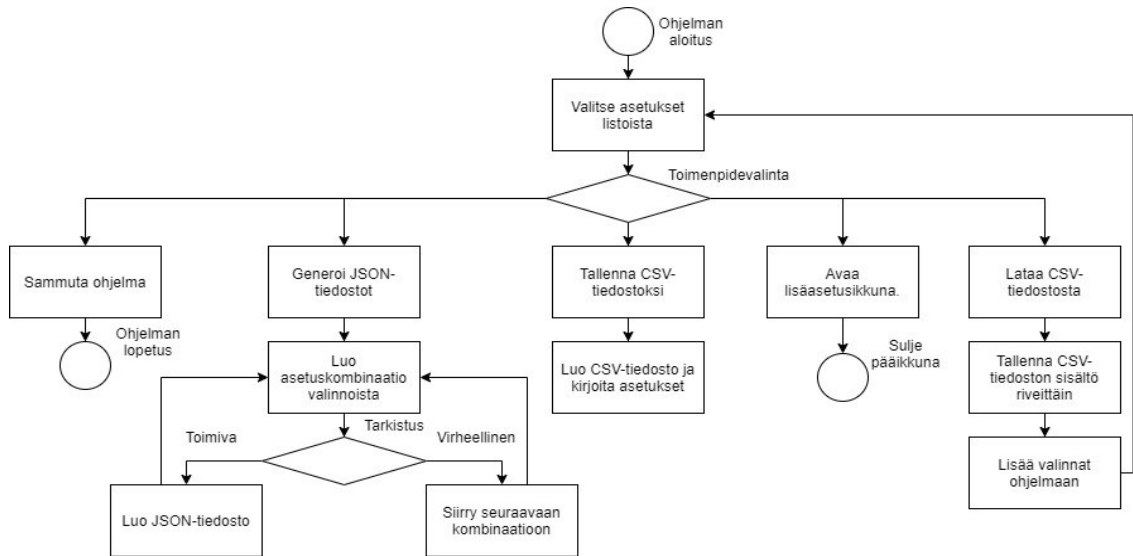 Ohjelman
aloitus
Valitse asetukset
listoista
Toimenpidevalinta
Sammuta ohjelma
Generoi JSON-
tiedostot
Tallenna CSV-
tiedostoksi
Avaa
lisäasetusikkuna.
Lataa CSV-
tiedostosta
Ohjelman
lopetus
Luo
asetuskombinaatio
valinnoista
Luo CSV-tiedosto ja
kirjoita asetukset
Sulje
pääikkuna
Tallenna CSV-
tiedoston sisältö
riveittäin
Toimiva
Tarkistus
Virheellinen
Lisää valinnat
ohjelmaan
Luo JSON-tiedosto
Siirry seuraavaan
kombinaatioon